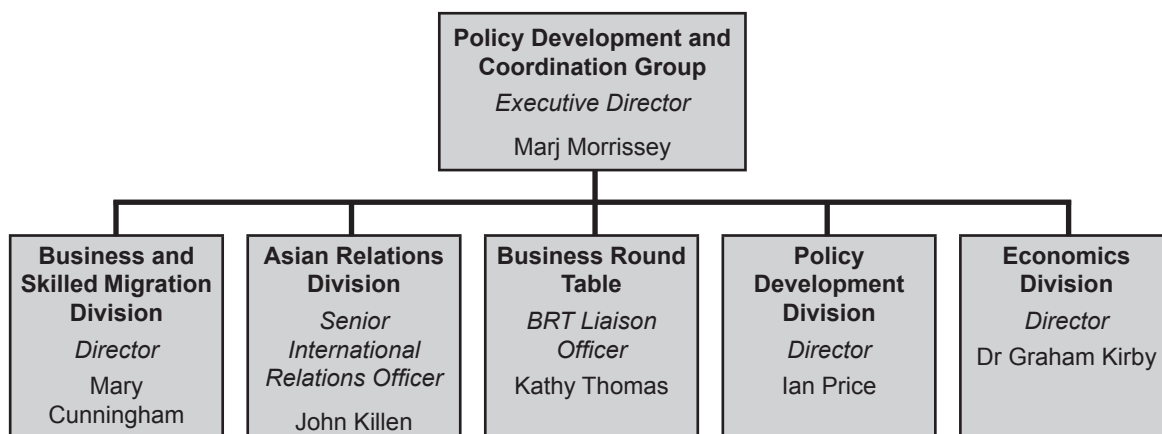 Policy Development and
Coordination Group
Executive Director
Marj Morrissey
Business and
Skilled Migration
Division
Director
Mary
Cunningham
Asian Relations
Division
Senior
International
Relations Officer
John Killen
Business Round
Table
BRT Liaison
Officer
Kathy Thomas
Policy
Development
Division
Director
Ian Price
Economics
Division
Director
Dr Graham Kirby